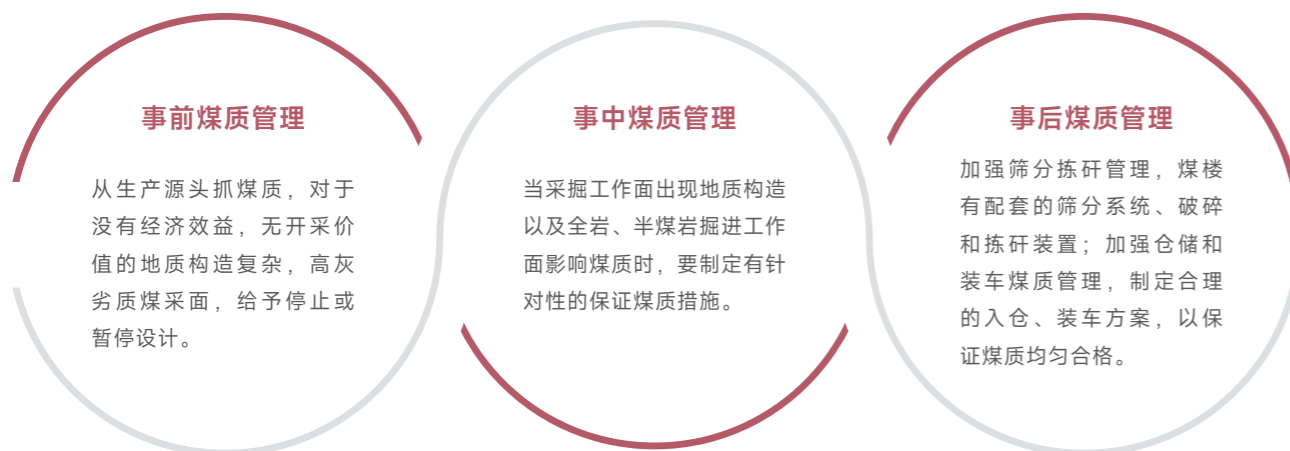 事前煤质管理
从生产源头抓煤质，对于
没有经济效益，无开采价
值的地质构造复杂，高灰
劣质煤采面，给予停止或
暂停设计。
事中煤质管理
当采掘工作面出现地质构造
以及全岩、半煤岩掘进工作
面影响煤质时，要制定有针
对性的保证煤质措施。
事后煤质管理
加强筛分拣矸管理，煤楼
有配套的筛分系统、破碎
和拣矸装置；加强仓储和
装车煤质管理，制定合理
的入仓、装车方案，以保
证煤质均匀合格。